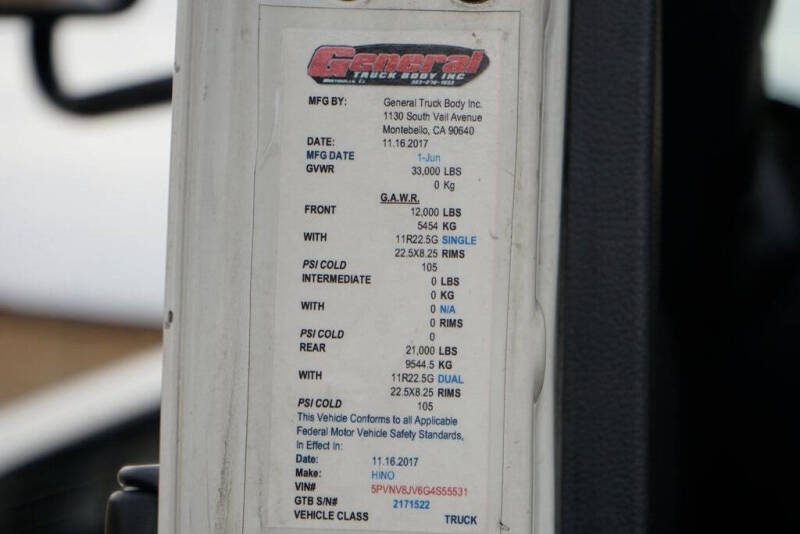 General
TRUCK BODY INC
MFG BY: General Truck Body Inc.
1130 South Vail Avenue
Montebello, CA 90640
DATE: 11.16.2017
MFG DATE 1-Jun
GVWR 33,000 LBS
0 Kg
G.A.W.R.
FRONT 12,000 LBS
5454 KG
WITH 11R22.5G SINGLE
22.5X8.25 RIMS
PSI COLD 105
INTERMEDIATE 0 LBS
0 KG
WITH 0 N/A
0 RIMS
PSI COLD 0
REAR 21,000 LBS
9544.5 KG
WITH 11R22.5G DUAL
22.5X8.25 RIMS
PSI COLD 105
This Vehicle Conforms to all Applicable
Federal Motor Vehicle Safety Standards,
In Effect In:
Date: 11.16.2017
Make: HINO
VIN# 5PVNV8JV6G4S55531
GTB S/N# 2171522
VEHICLE CLASS TRUCK